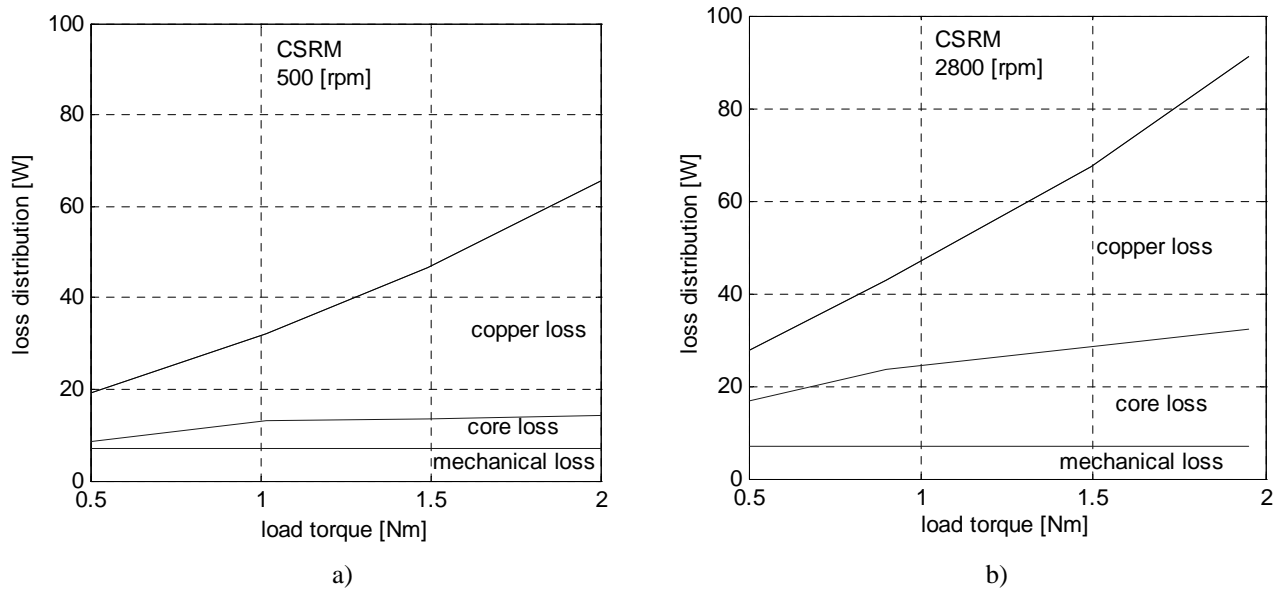 100
80
60
40
20
0
loss distribution [W]
CSRM
500 [rpm]
copper loss
core loss
mechanical loss
0.5
1
1.5
2
load torque [Nm]
a)
100
80
60
40
20
0
loss distribution [W]
CSRM
2800 [rpm]
copper loss
core loss
mechanical loss
0.5
1
1.5
2
load torque [Nm]
b)